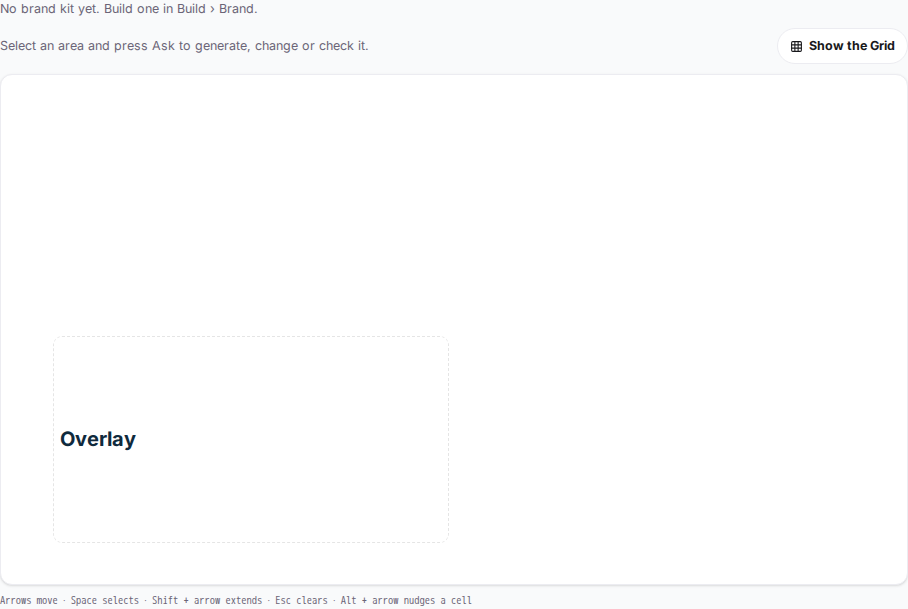 No brand kit yet. Build one in Build › Brand.
Select an area and press Ask to generate, change or check it.
Show the Grid
Overlay
Arrows move · Space selects · Shift + arrow extends · Esc clears · Alt + arrow nudges a cell